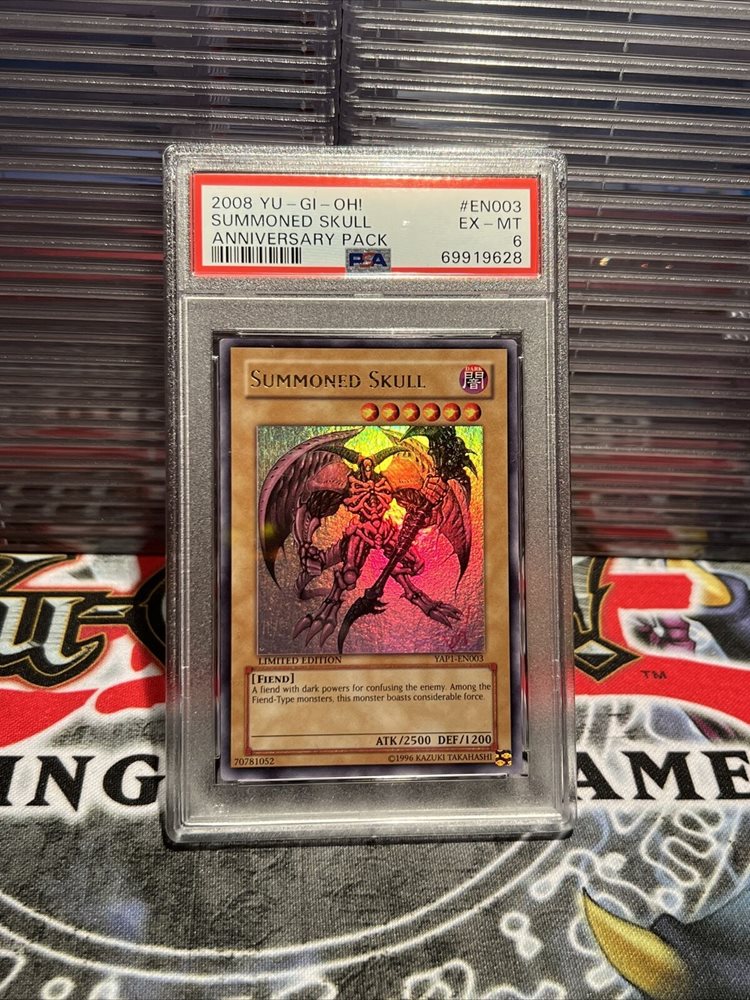 2008 YU-GI-OH! #EN003
SUMMONED SKULL EX-MT
ANNIVERSARY PACK 6
PSA 69919628
SUMMONED SKULL
DARK
闇
LIMITED EDITION YAP1-EN003
[FIEND]
A fiend with dark powers for confusing the enemy. Among the
Fiend-Type monsters, this monster boasts considerable force.
ATK/2500 DEF/1200
70781052 ©1996 KAZUKI TAKAHASHI
TM
ING AME